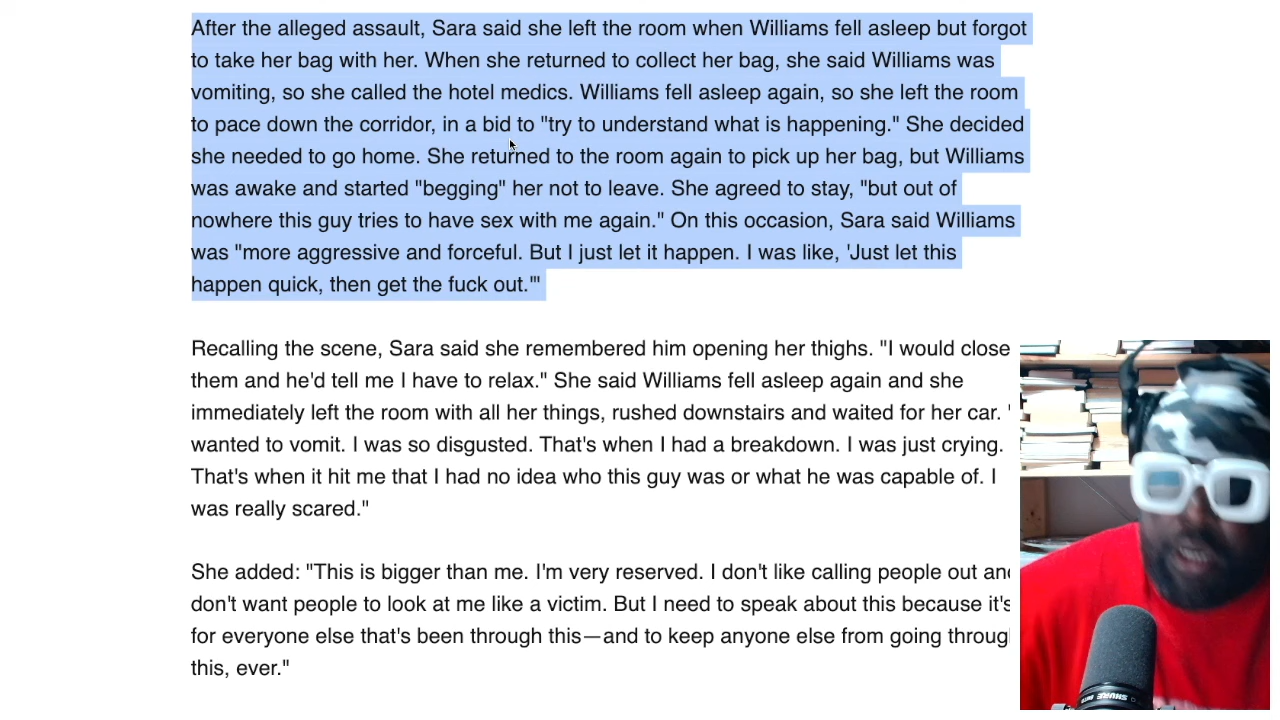 After the alleged assault, Sara said she left the room when Williams fell asleep but forgot
to take her bag with her. When she returned to collect her bag, she said Williams was
vomiting, so she called the hotel medics. Williams fell asleep again, so she left the room
to pace down the corridor, in a bid to "try to understand what is happening." She decided
she needed to go home. She returned to the room again to pick up her bag, but Williams
was awake and started "begging" her not to leave. She agreed to stay, "but out of
nowhere this guy tries to have sex with me again." On this occasion, Sara said Williams
was "more aggressive and forceful. But I just let it happen. I was like, 'Just let this
happen quick, then get the fuck out.'"
Recalling the scene, Sara said she remembered him opening her thighs. "I would close
them and he'd tell me I have to relax." She said Williams fell asleep again and she
immediately left the room with all her things, rushed downstairs and waited for her car.
wanted to vomit. I was so disgusted. That's when I had a breakdown. I was just crying.
That's when it hit me that I had no idea who this guy was or what he was capable of. I
was really scared."
She added: "This is bigger than me. I'm very reserved. I don't like calling people out and
don't want people to look at me like a victim. But I need to speak about this because it's
for everyone else that's been through this—and to keep anyone else from going through
this, ever."
SHURE